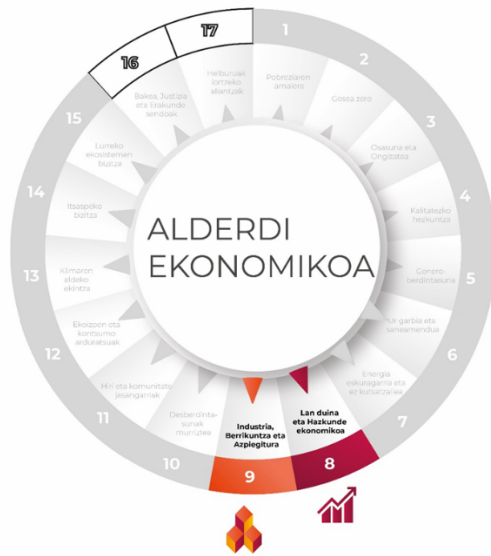 17
1
16
2
Helburuak
lortzeko
aliantzak
Pobreziaren
amaiera
Bakea, Justizia
eta Erakunde
sendoak
Gosea zero
15
3
Lurreko
ekosistemen
bizitza
Osasuna eta
Ongizatea
14
4
Itsaspeko
bizitza
Kalitatezko
hezkuntza
ALDERDI
EKONOMIKOA
13
5
Klimaren
aldeko
ekintza
Genero-
berdintasuna
12
6
Ekoizpen eta
kontsumo
arduratsuak
Ur garbia eta
saneamendua
11
7
Hiri eta komunitate
jasangarriak
Energia
eskuragarria eta
ez kutsatzailea
10
Desberdinta-
sunak
murriztea
Industria,
Berrikuntza eta
Azpiegitura
9
Lan duina
eta Hazkunde
ekonomikoa
8